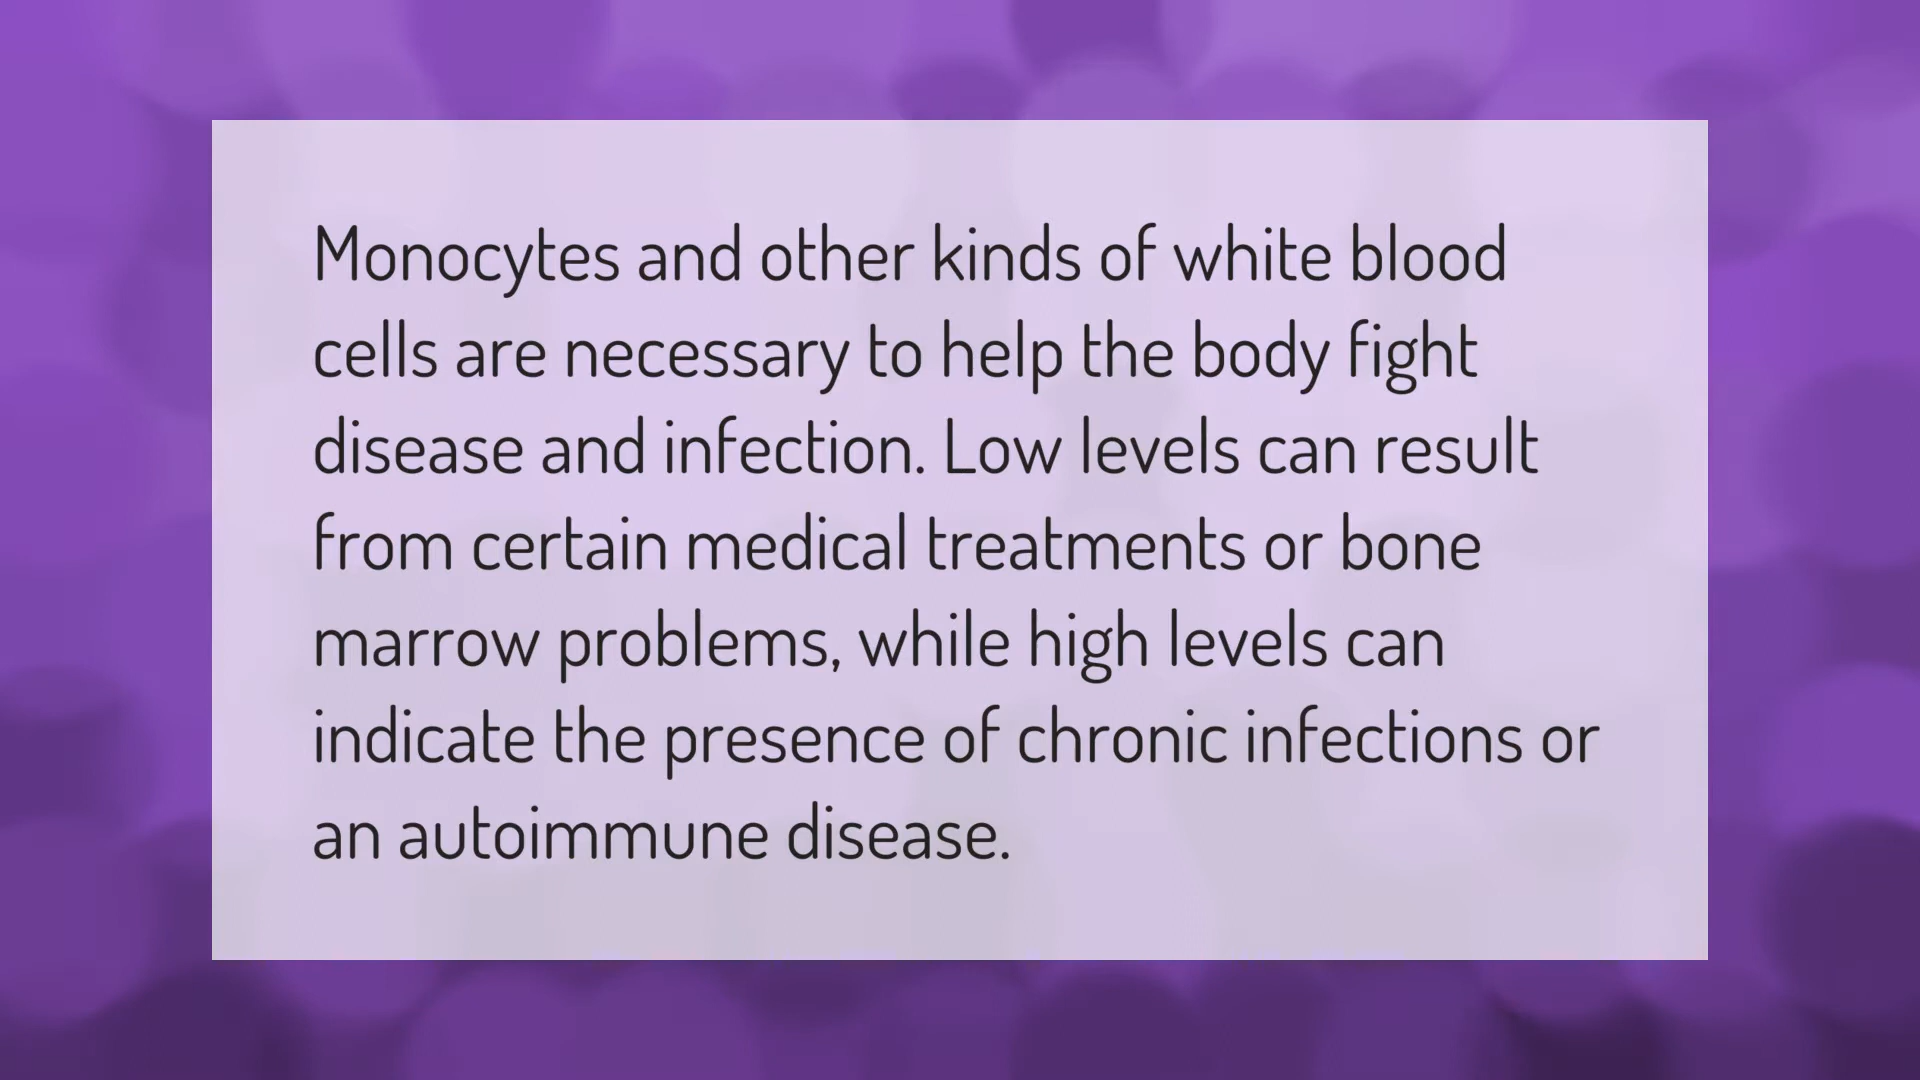 Monocytes and other kinds of white blood
cells are necessary to help the body fight
disease and infection. Low levels can result
from certain medical treatments or bone
marrow problems, while high levels can
indicate the presence of chronic infections or
an autoimmune disease.